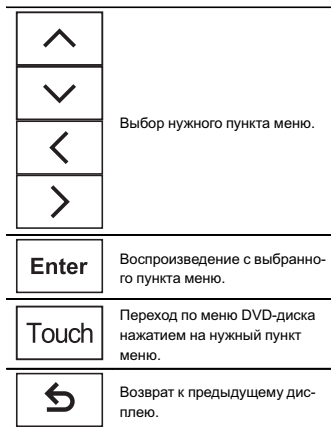 Выбор нужного пункта меню.
Enter
Воспроизведение с выбранно-
го пункта меню.
Touch
Переход по меню DVD-диска
нажатием на нужный пункт
меню.
Возврат к предыдущему дис-
плею.